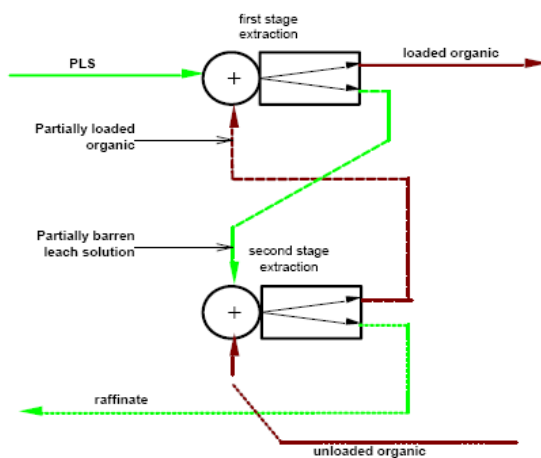 first stage
extraction
PLS
loaded organic
Partially loaded
organic
Partially barren
leach solution
second stage
extraction
raffinate
unloaded organic